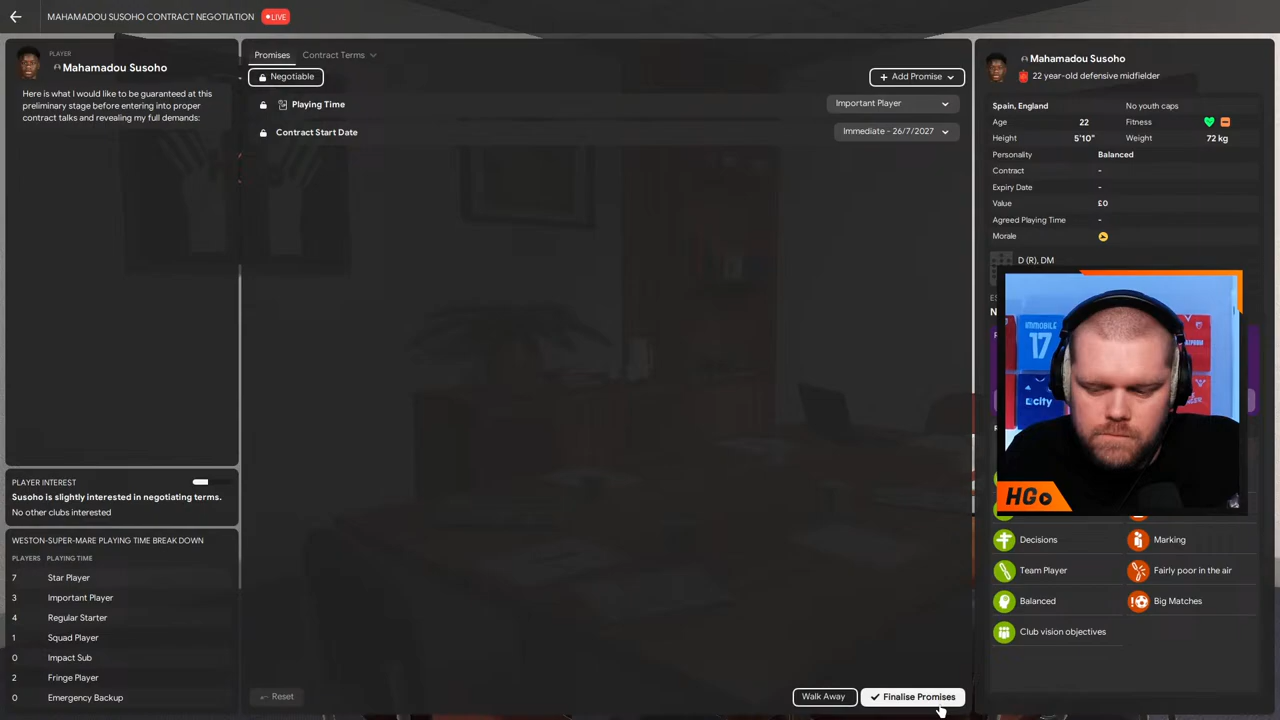 MAHAMADOU SUSOHO CONTRACT NEGOTIATION LIVE
PLAYER
Mahamadou Susoho
Here is what I would like to be guaranteed at this
preliminary stage before entering into proper
contract talks and revealing my full demands:
PLAYER INTEREST
Susoho is slightly interested in negotiating terms.
No other clubs interested
WESTON-SUPER-MARE PLAYING TIME BREAK DOWN
PLAYERS PLAYING TIME
7 Star Player
3 Important Player
4 Regular Starter
1 Squad Player
0 Impact Sub
2 Fringe Player
0 Emergency Backup
Promises Contract Terms
Negotiable + Add Promise
Playing Time Important Player
Contract Start Date Immediate - 26/7/2027
Reset Walk Away Finalise Promises
Mahamadou Susoho
22 year-old defensive midfielder
Spain, England No youth caps
Age 22 Fitness
Height 5'10" Weight 72 kg
Personality Balanced
Contract -
Expiry Date -
Value £0
Agreed Playing Time -
Morale
D (R), DM
IMMOBILE
17
city
HGO
Decisions Marking
Team Player Fairly poor in the air
Balanced Big Matches
Club vision objectives